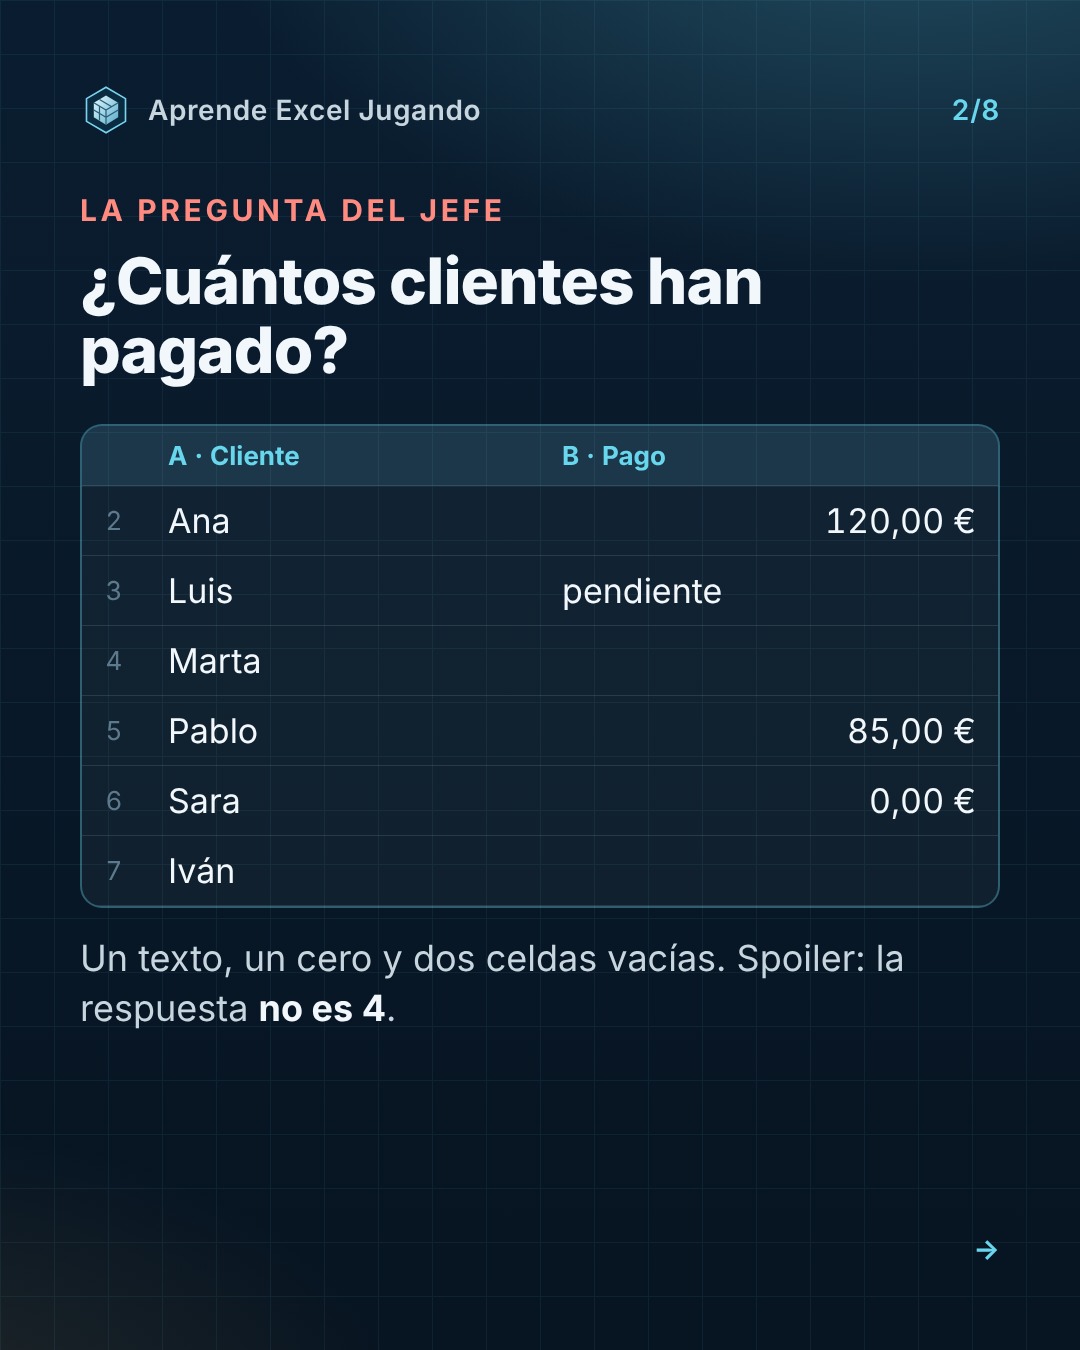 Aprende Excel Jugando 2/8
LA PREGUNTA DEL JEFE
¿Cuántos clientes han
pagado?
A · Cliente B · Pago
2 Ana 120,00 €
3 Luis pendiente
4 Marta
5 Pablo 85,00 €
6 Sara 0,00 €
7 Iván
Un texto, un cero y dos celdas vacías. Spoiler: la
respuesta no es 4.
→